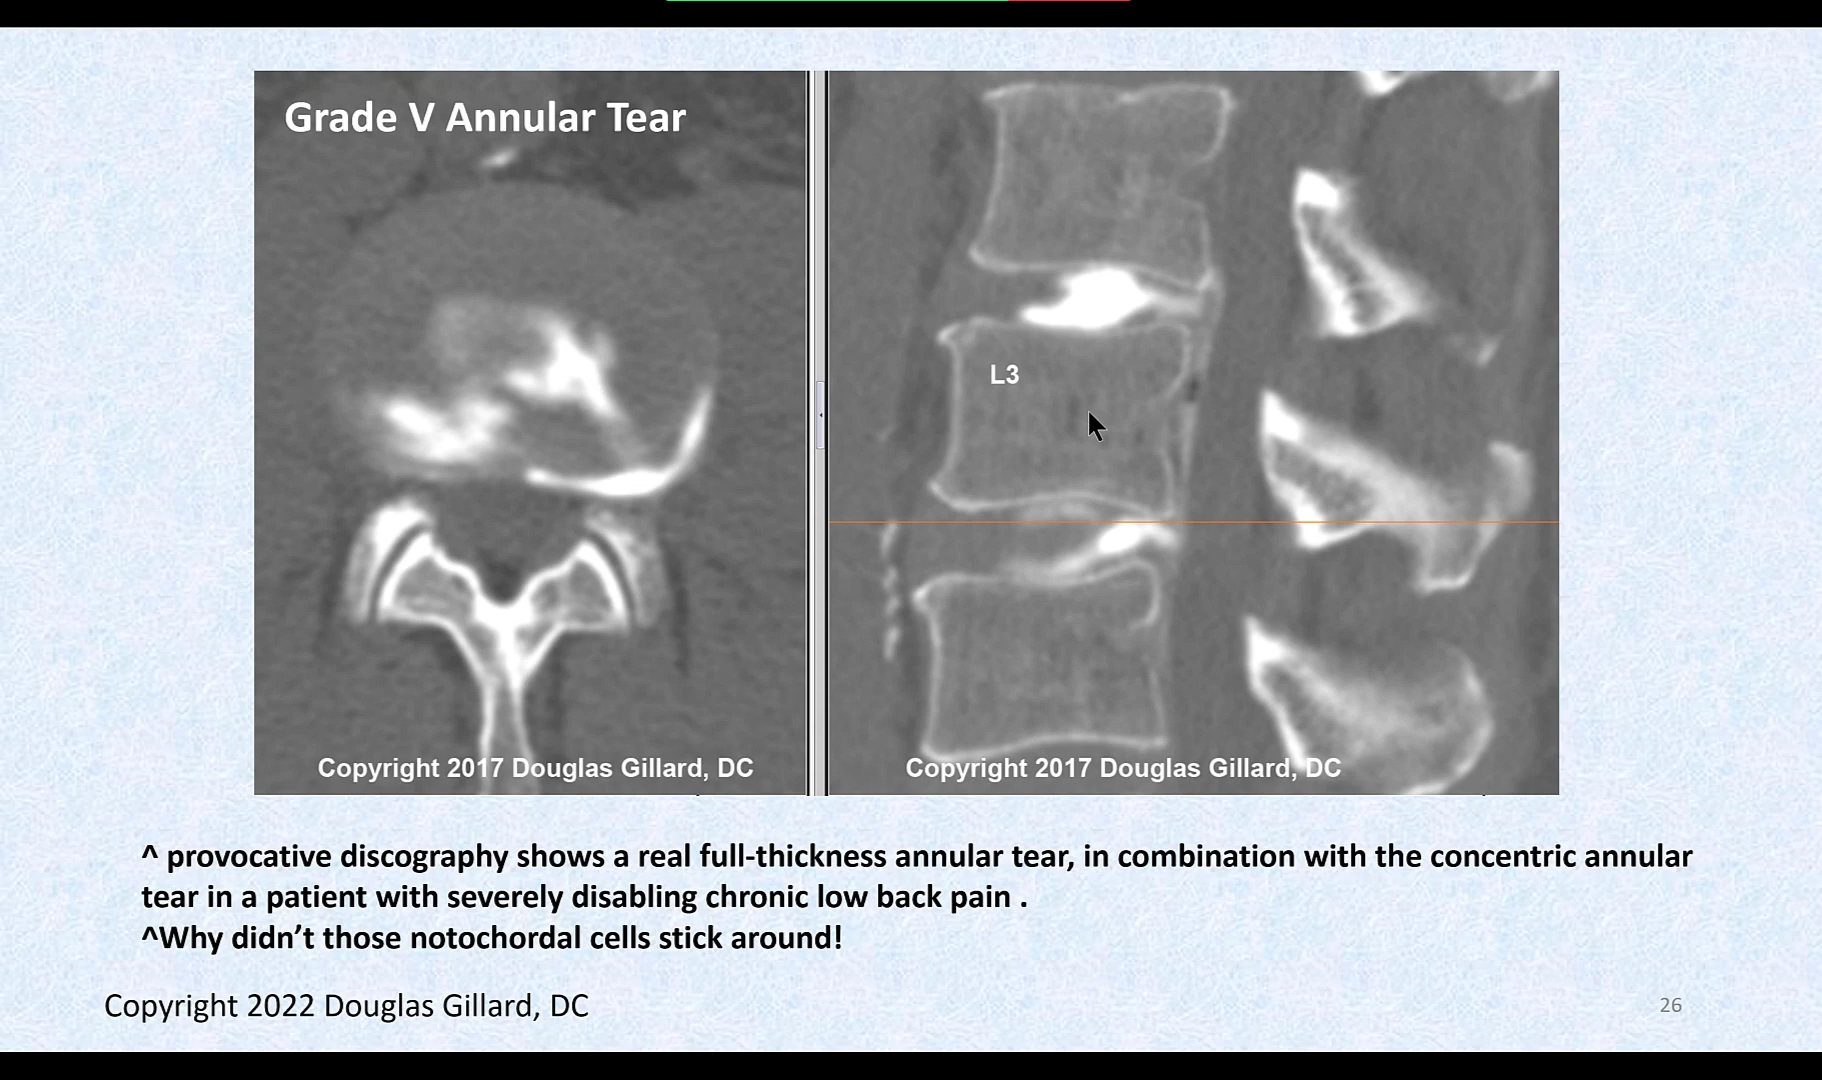 Grade V Annular Tear
L3
Copyright 2017 Douglas Gillard, DC
Copyright 2017 Douglas Gillard, DC
^ provocative discography shows a real full-thickness annular tear, in combination with the concentric annular
tear in a patient with severely disabling chronic low back pain .
^Why didn’t those notochordal cells stick around!
Copyright 2022 Douglas Gillard, DC
26